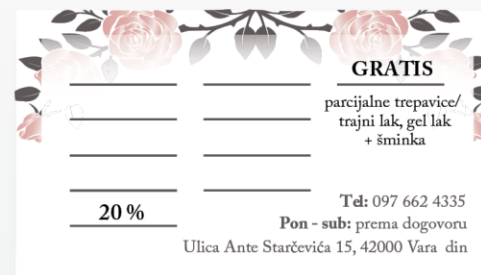 GRATIS
parcijalne trepavice/
trajni lak, gel lak
+ šminka
20 %
Tel: 097 662 4335
Pon - sub: prema dogovoru
Ulica Ante Starčevića 15, 42000 Vara din